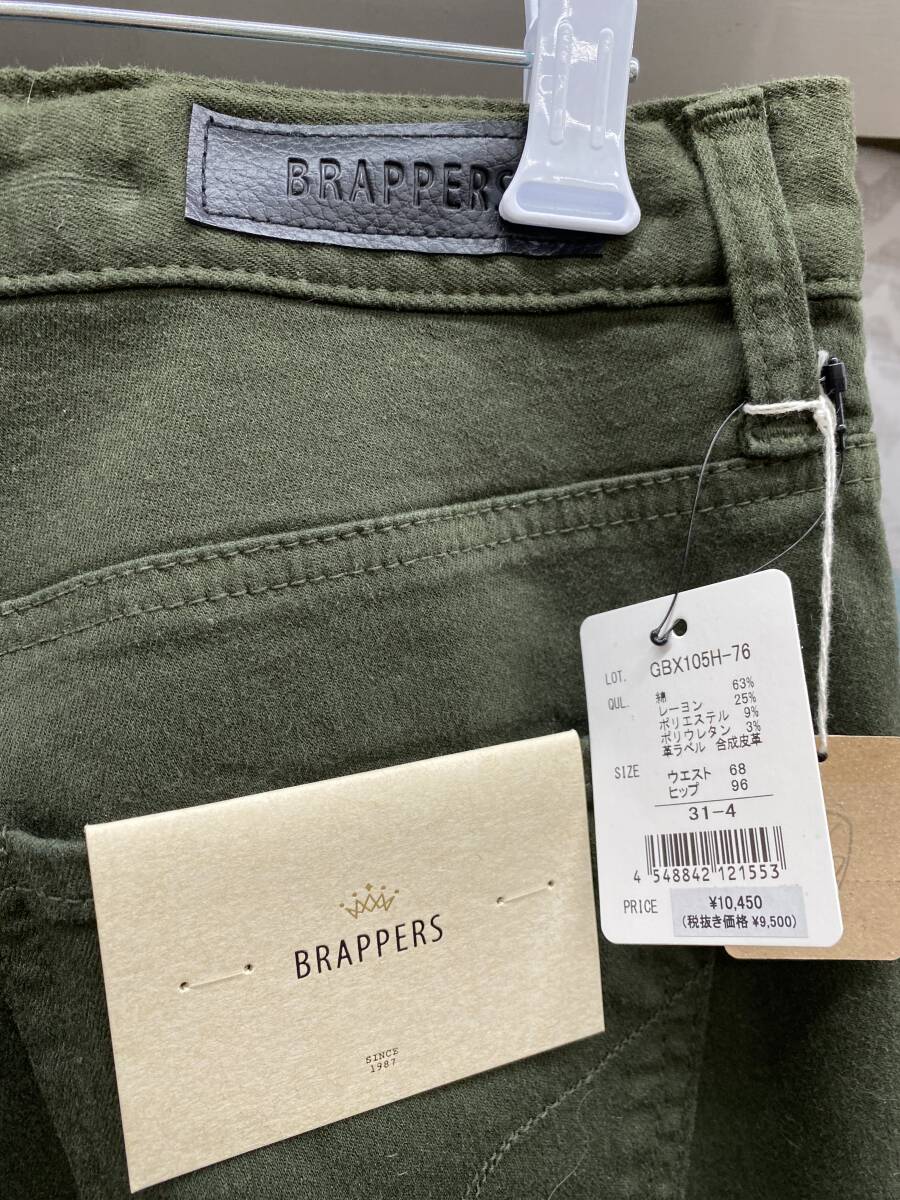 BRAPPERS
LOT. GBX105H-76
QUL. 綿 63%
レーヨン 25%
ポリエステル 9%
ポリウレタン 3%
革ラベル 合成皮革
SIZE ウエスト 68
ヒップ 96
31-4
4 548842 121553
PRICE ¥10,450
(税抜き価格 ¥9,500)
BRAPPERS
SINCE
1987